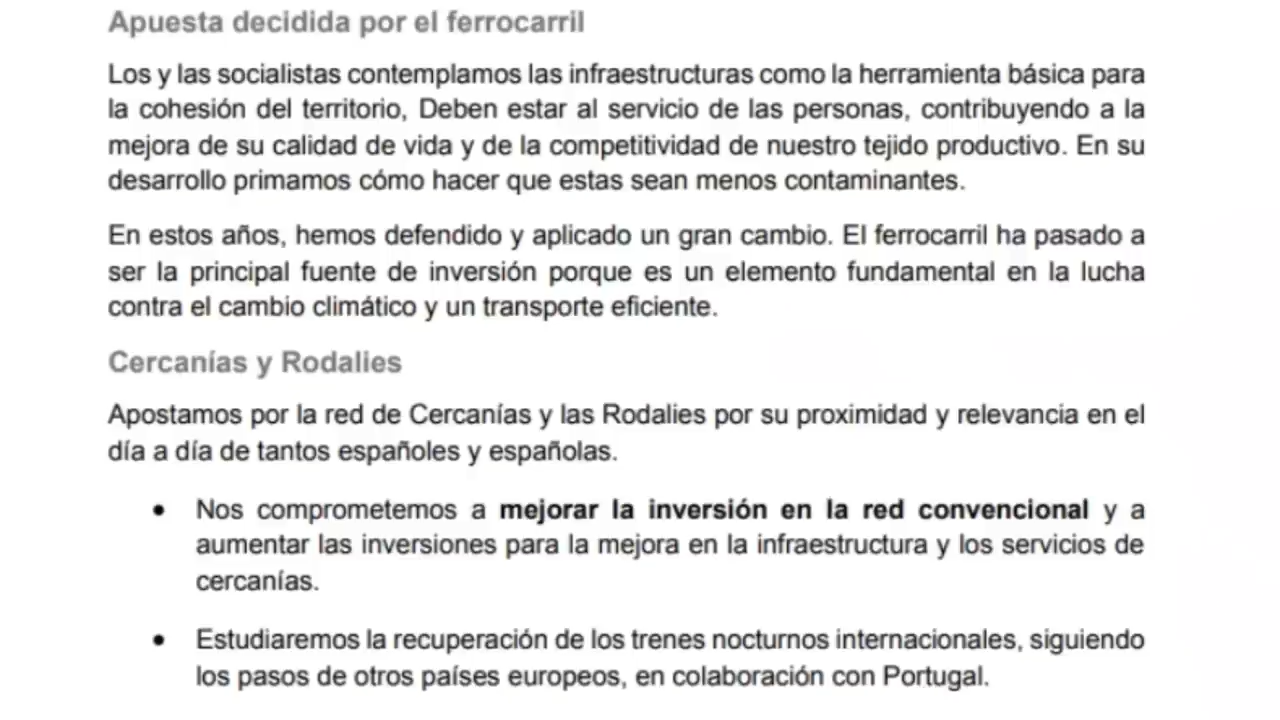 Apuesta decidida por el ferrocarril
Los y las socialistas contemplamos las infraestructuras como la herramienta básica para
la cohesión del territorio, Deben estar al servicio de las personas, contribuyendo a la
mejora de su calidad de vida y de la competitividad de nuestro tejido productivo. En su
desarrollo primamos cómo hacer que estas sean menos contaminantes.
En estos años, hemos defendido y aplicado un gran cambio. El ferrocarril ha pasado a
ser la principal fuente de inversión porque es un elemento fundamental en la lucha
contra el cambio climático y un transporte eficiente.
Cercanías y Rodalies
Apostamos por la red de Cercanías y las Rodalies por su proximidad y relevancia en el
día a día de tantos españoles y españolas.
• Nos comprometemos a mejorar la inversión en la red convencional y a
aumentar las inversiones para la mejora en la infraestructura y los servicios de
cercanías.
• Estudiaremos la recuperación de los trenes nocturnos internacionales, siguiendo
los pasos de otros países europeos, en colaboración con Portugal.